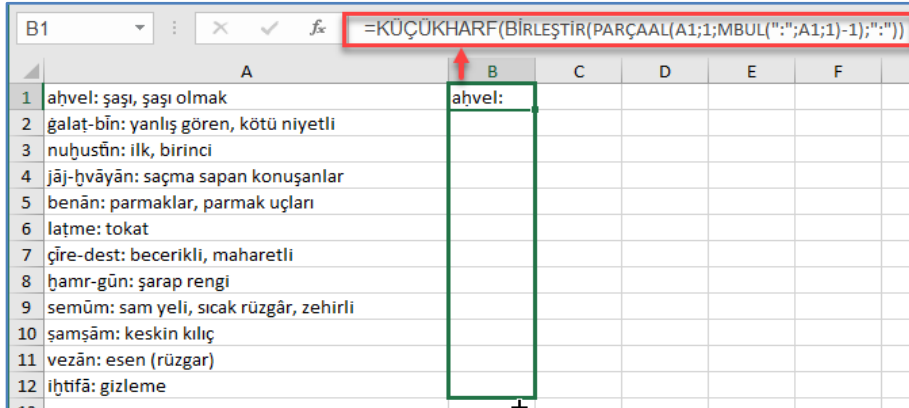 B1 fx =KÜÇÜKHARF(BİRLEŞTİR(PARÇAAL(A1;1;MBUL(":";A1;1)-1);":"))
A B C D E F
1 aḥvel: şaşı, şaşı olmak aḥvel:
2 ġalaṭ-bīn: yanlış gören, kötü niyetli
3 nuḫustīn: ilk, birinci
4 jāj-ḫvāyān: saçma sapan konuşanlar
5 benān: parmaklar, parmak uçları
6 laṭme: tokat
7 çīre-dest: becerikli, maharetli
8 ḫamr-gūn: şarap rengi
9 semūm: sam yeli, sıcak rüzgâr, zehirli
10 ṣamṣām: keskin kılıç
11 vezān: esen (rüzgar)
12 iḫtifā: gizleme